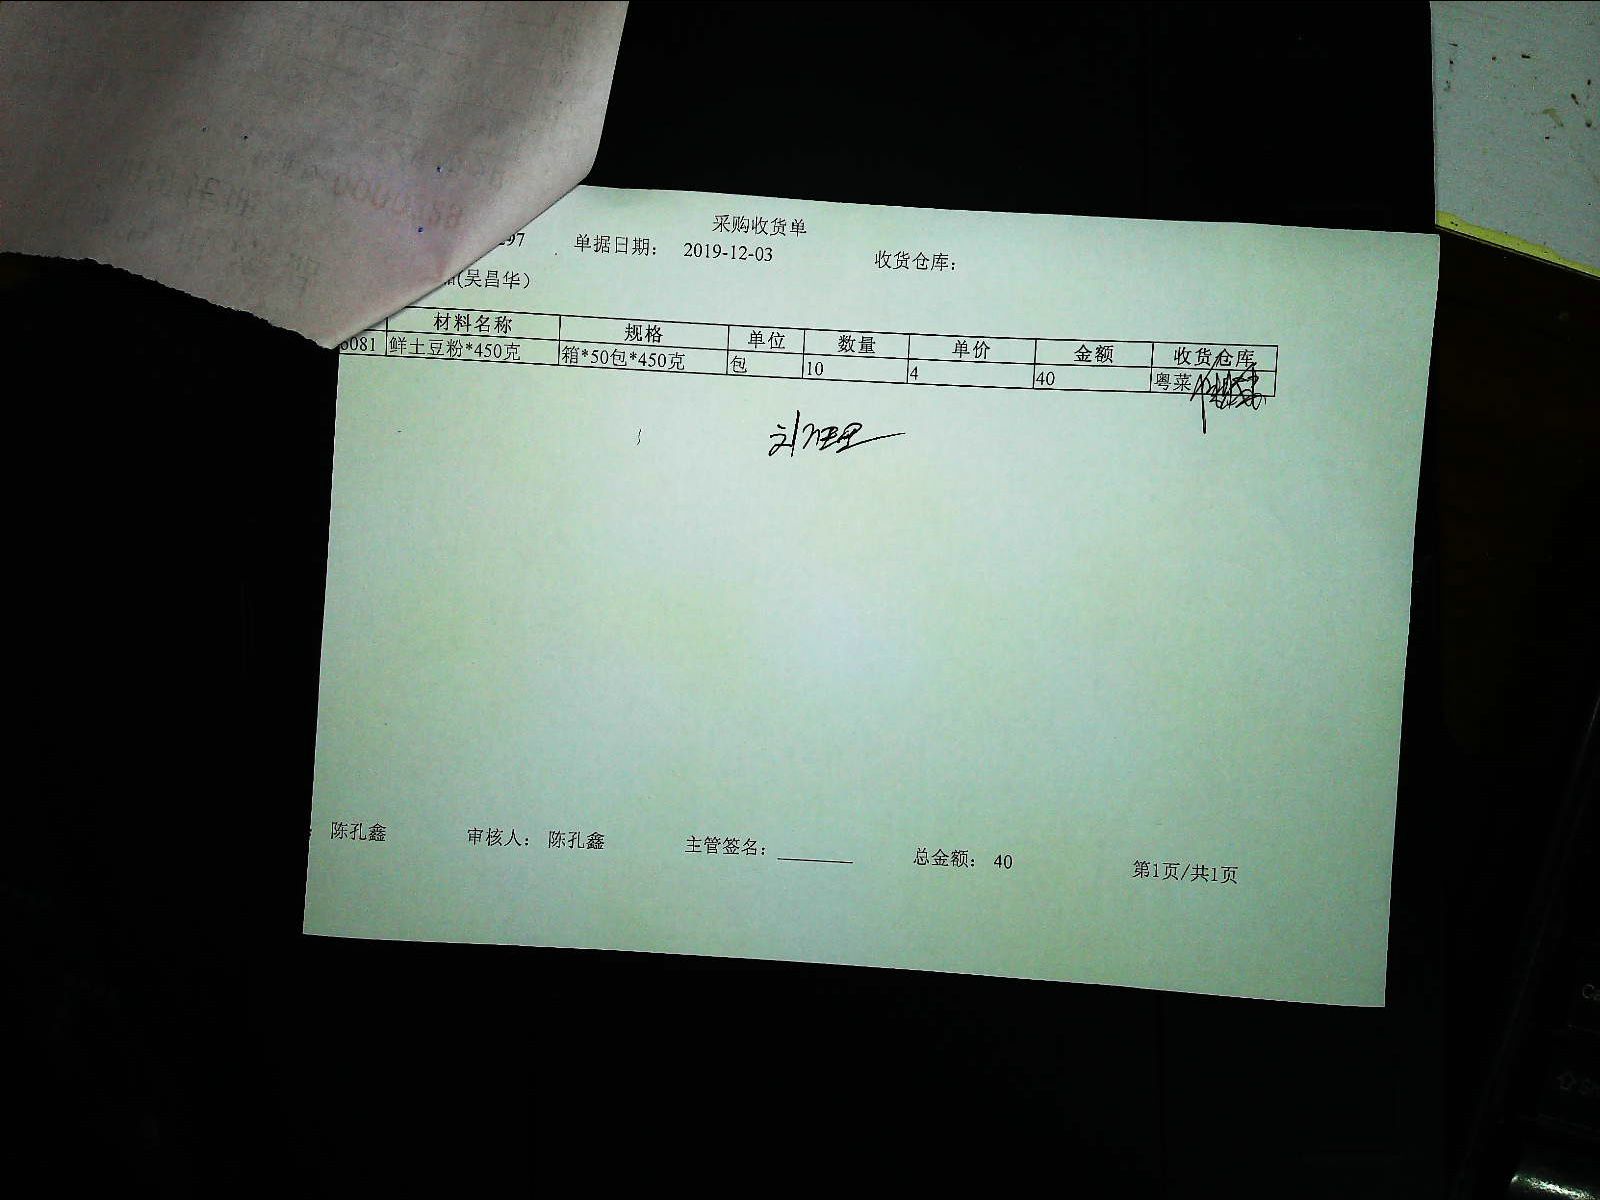 采购收货单
297 单据日期： 2019-12-03 收货仓库：
(吴昌华)
材料名称 规格 单位 数量 单价 金额 收货仓库
081 鲜土豆粉*450克 箱*50包*450克 包 10 4 40 粤菜
陈孔鑫 审核人： 陈孔鑫 主管签名： 总金额： 40 第1页/共1页